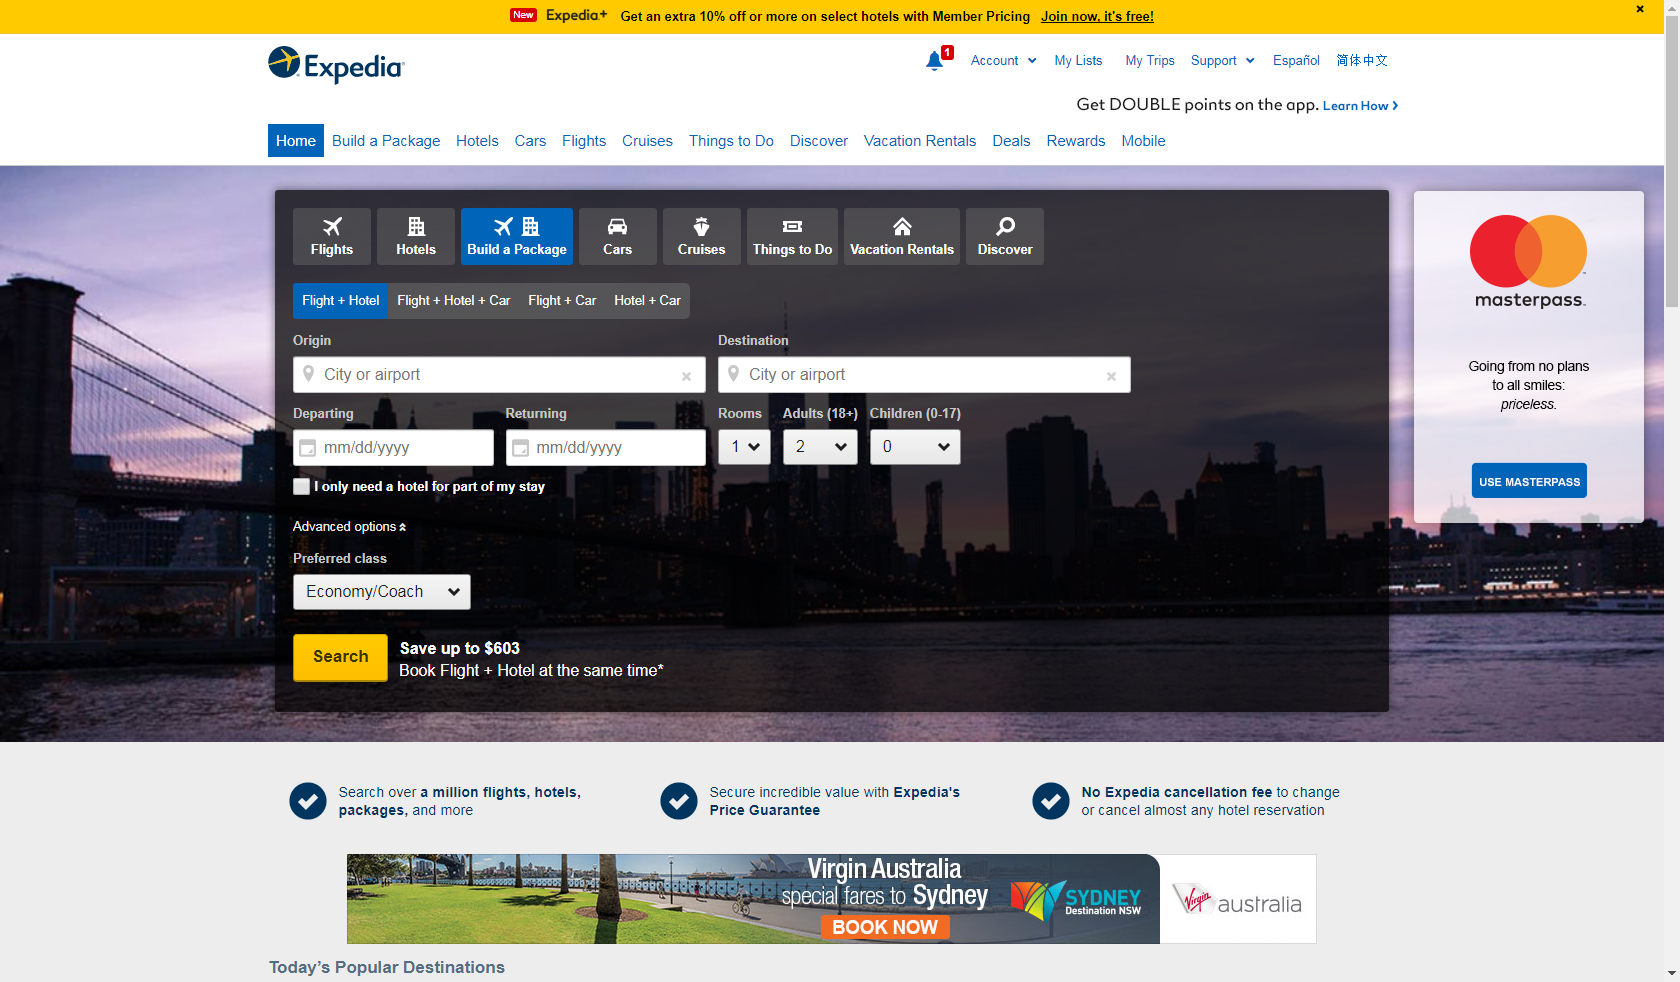 New Expedia+ Get an extra 10% off or more on select hotels with Member Pricing Join now, it's free!
Expedia
1 Account My Lists My Trips Support Español 简体中文
Get DOUBLE points on the app. Learn How
Home Build a Package Hotels Cars Flights Cruises Things to Do Discover Vacation Rentals Deals Rewards Mobile
Flights Hotels Build a Package Cars Cruises Things to Do Vacation Rentals Discover
Flight + Hotel Flight + Hotel + Car Flight + Car Hotel + Car
Origin Destination
City or airport City or airport
Departing Returning Rooms Adults (18+) Children (0-17)
mm/dd/yyyy mm/dd/yyyy 1 2 0
I only need a hotel for part of my stay
Advanced options
Preferred class
Economy/Coach
Search
Save up to $603
Book Flight + Hotel at the same time*
masterpass
Going from no plans
to all smiles:
priceless.
USE MASTERPASS
Search over a million flights, hotels,
packages, and more
Secure incredible value with Expedia's
Price Guarantee
No Expedia cancellation fee to change
or cancel almost any hotel reservation
Virgin Australia
special fares to Sydney
BOOK NOW
SYDNEY
Destination NSW
Virgin australia
Today’s Popular Destinations